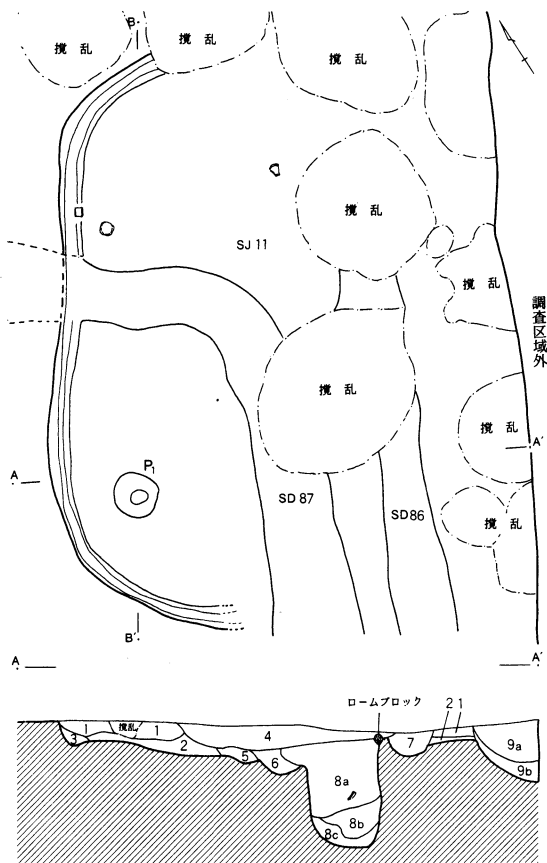 B·
攪乱
攪乱
攪乱
攪乱
SJ 11
攪乱
調査区域外
攪乱
攪乱
A'
A
P1
SD 87
SD86
攪乱
B'·
A
A'
ロームブロック
2 1
1
攪乱
1
4
3
2
5
6
7
8a
8b
8c
9a
9b